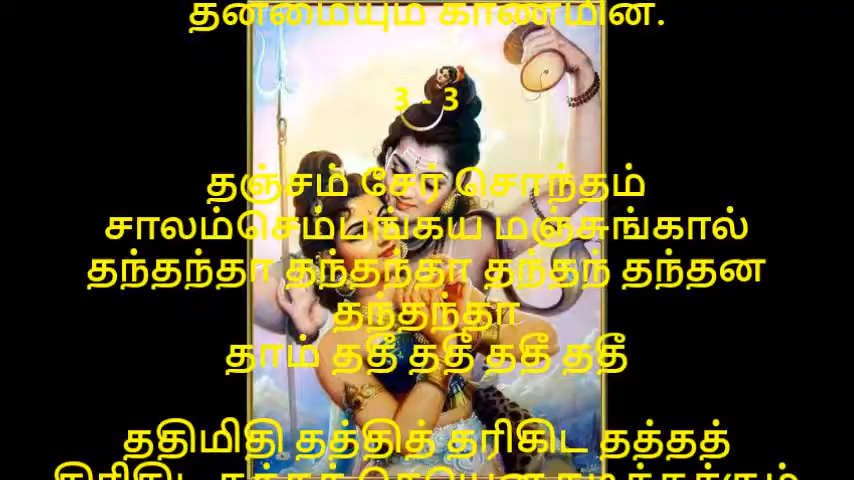 தன்மையும் காண்மின்.
3 - 3
தஞ்சம் சேர் சொந்தம்
சாலம்செம்பங்கய மஞ்சுங்கால்
தந்தந்தா தந்தந்தா தந்தந் தந்தன
தந்தந்தா
தாம் ததீ ததீ ததீ ததீ
ததிமிதி தத்தித் தரிகிட தத்தத்